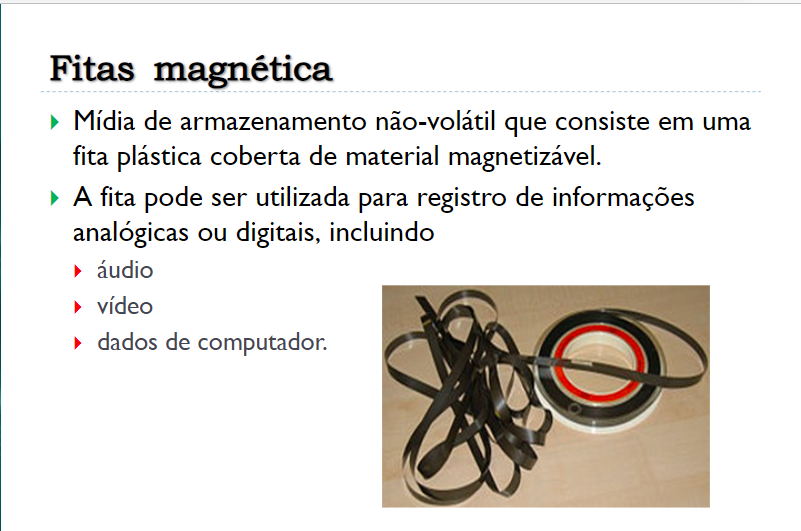 Fitas magnética
Mídia de armazenamento não-volátil que consiste em uma
fita plástica coberta de material magnetizável.
A fita pode ser utilizada para registro de informações
analógicas ou digitais, incluindo
áudio
vídeo
dados de computador.